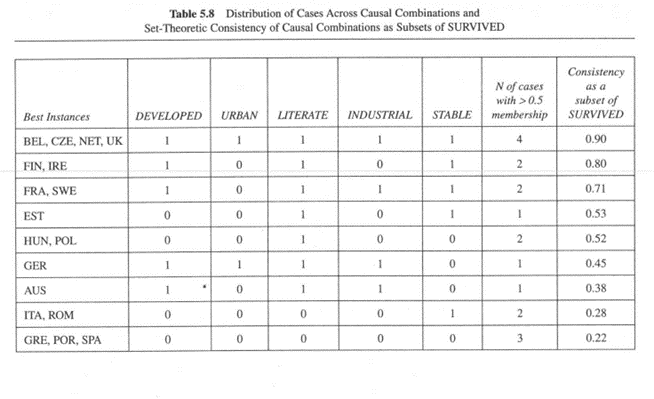 Table 5.8 Distribution of Cases Across Causal Combinations and
Set-Theoretic Consistency of Causal Combinations as Subsets of SURVIVED
Best Instances DEVELOPED URBAN LITERATE INDUSTRIAL STABLE N of cases with > 0.5 membership Consistency as a subset of SURVIVED
BEL, CZE, NET, UK 1 1 1 1 1 4 0.90
FIN, IRE 1 0 1 0 1 2 0.80
FRA, SWE 1 0 1 1 1 2 0.71
EST 0 0 1 0 1 1 0.53
HUN, POL 0 0 1 0 0 2 0.52
GER 1 1 1 1 0 1 0.45
AUS 1 0 1 1 0 1 0.38
ITA, ROM 0 0 0 0 1 2 0.28
GRE, POR, SPA 0 0 0 0 0 3 0.22